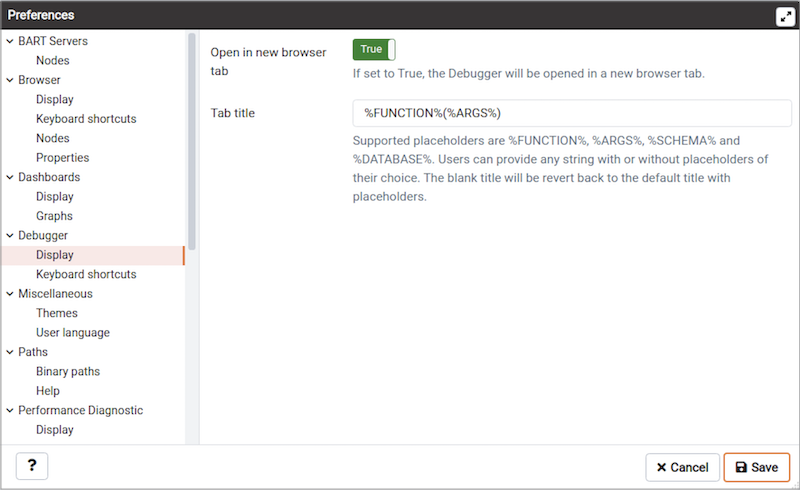 Preferences
BART Servers
Nodes
Browser
Display
Keyboard shortcuts
Nodes
Properties
Dashboards
Display
Graphs
Debugger
Display
Keyboard shortcuts
Miscellaneous
Themes
User language
Paths
Binary paths
Help
Performance Diagnostic
Display
Open in new browser
tab
True
If set to True, the Debugger will be opened in a new browser tab.
Tab title
%FUNCTION%(%ARGS%)
Supported placeholders are %FUNCTION%, %ARGS%, %SCHEMA% and
%DATABASE%. Users can provide any string with or without placeholders of
their choice. The blank title will be revert back to the default title with
placeholders.
?
Cancel
Save